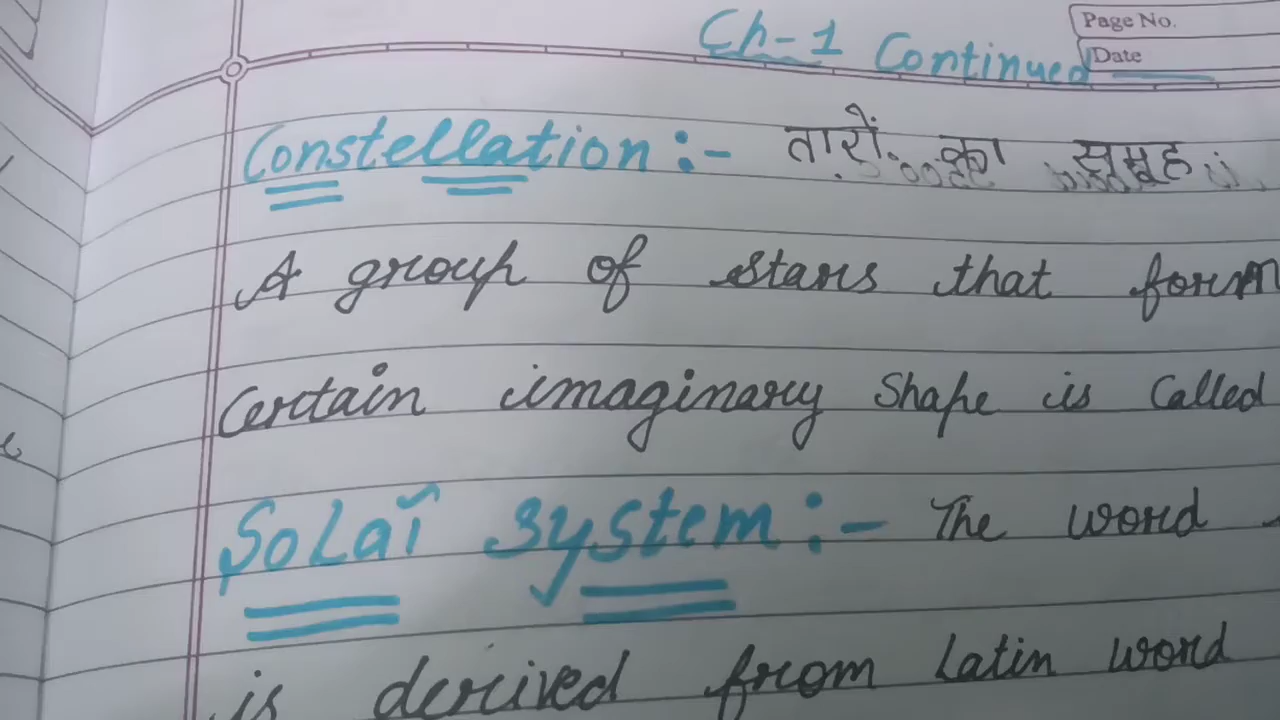 Page No.
Ch-1 Continued
Date
Constellation:- तारों का समूह
A group of stars that form
Certain imaginary Shape is Called
Solar System:- The word
is derived from Latin word